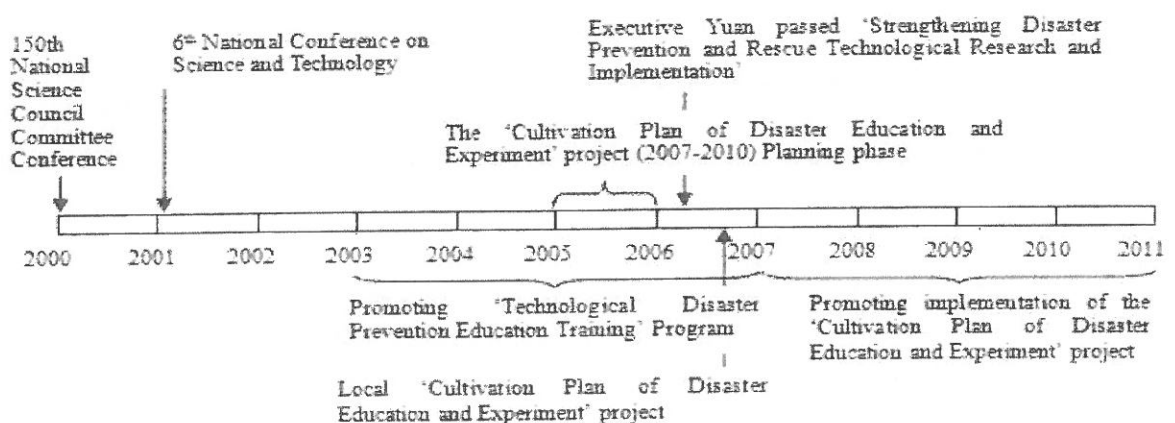 150th
National
Science
Council
Committee
Conference
6th National Conference on
Science and Technology
Executive Yuan passed 'Strengthening Disaster
Prevention and Rescue Technological Research and
Implementation'
The 'Cultivation Plan of Disaster Education and
Experiment' project (2007-2010) Planning phase
2000 2001 2002 2003 2004 2005 2006 2007 2008 2009 2010 2011
Promoting 'Technological Disaster
Prevention Education Training' Program
Promoting implementation of the
'Cultivation Plan of Disaster
Education and Experiment' project
Local 'Cultivation Plan of Disaster
Education and Experiment' project